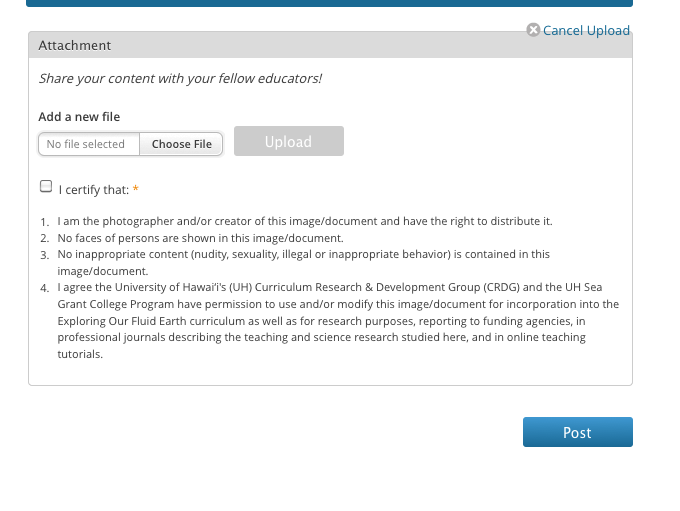 Cancel Upload
Attachment
Share your content with your fellow educators!
Add a new file
No file selected Choose File Upload
I certify that: *
1. I am the photographer and/or creator of this image/document and have the right to distribute it.
2. No faces of persons are shown in this image/document.
3. No inappropriate content (nudity, sexuality, illegal or inappropriate behavior) is contained in this
image/document.
4. I agree the University of Hawai‘i's (UH) Curriculum Research & Development Group (CRDG) and the UH Sea
Grant College Program have permission to use and/or modify this image/document for incorporation into the
Exploring Our Fluid Earth curriculum as well as for research purposes, reporting to funding agencies, in
professional journals describing the teaching and science research studied here, and in online teaching
tutorials.
Post